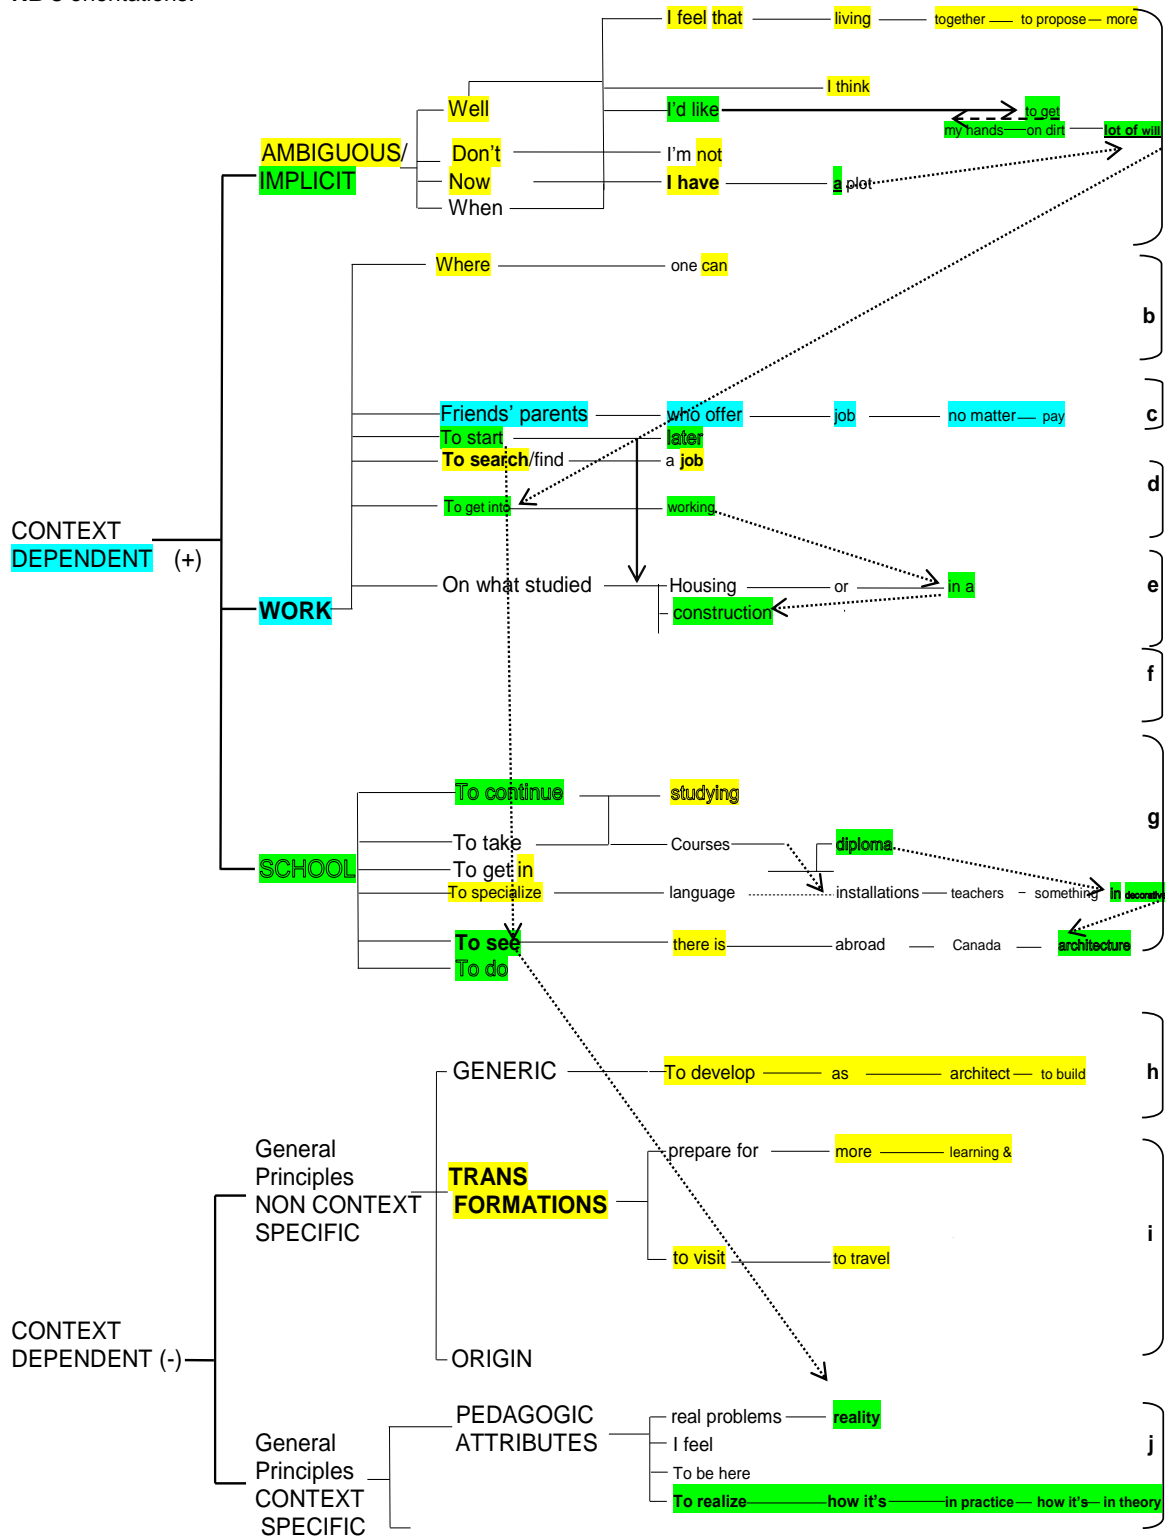 I feel that living together to propose more
I think
Well I'd like to get
my hands on dirt lot of will
AMBIGUOUS/ Don't I'm not
IMPLICIT Now I have a plot
When
Where one can
b
Friends' parents who offer job no matter pay c
To start later
To search/find a job
d
To get into working
CONTEXT
DEPENDENT (+)
On what studied Housing or in a e
WORK construction
f
To continue studying
g
To take Courses diploma
SCHOOL To get in
To specialize language installations teachers something in decorative
To see there is abroad Canada architecture
To do
GENERIC To develop as architect to build h
General prepare for more learning &
Principles TRANS
NON CONTEXT FORMATIONS
SPECIFIC i
to visit to travel
CONTEXT
DEPENDENT (-) ORIGIN
PEDAGOGIC real problems reality
ATTRIBUTES I feel j
General
Principles To be here
CONTEXT To realize how it's in practice how it's in theory
SPECIFIC